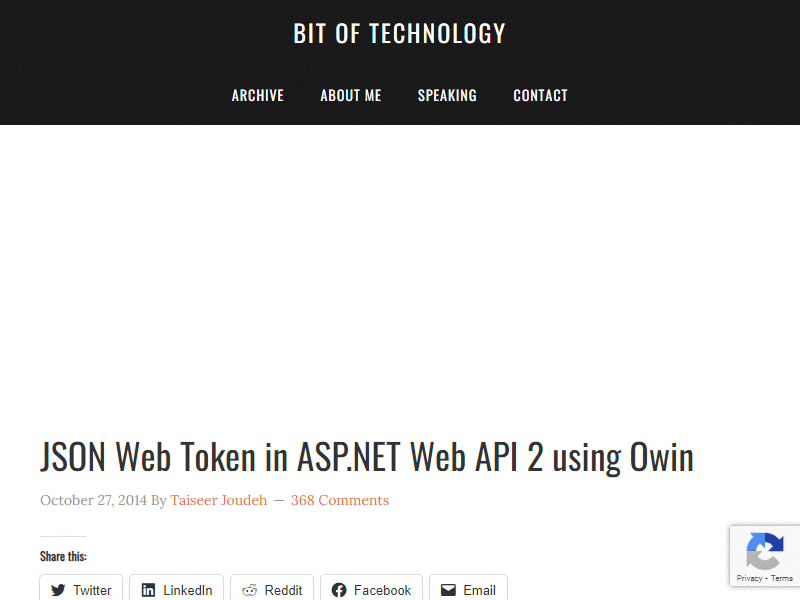 BIT OF TECHNOLOGY
ARCHIVE ABOUT ME SPEAKING CONTACT
JSON Web Token in ASP.NET Web API 2 using Owin
October 27, 2014 By Taiseer Joudeh — 368 Comments
Share this:
Twitter LinkedIn Reddit Facebook Email
Privacy - Terms